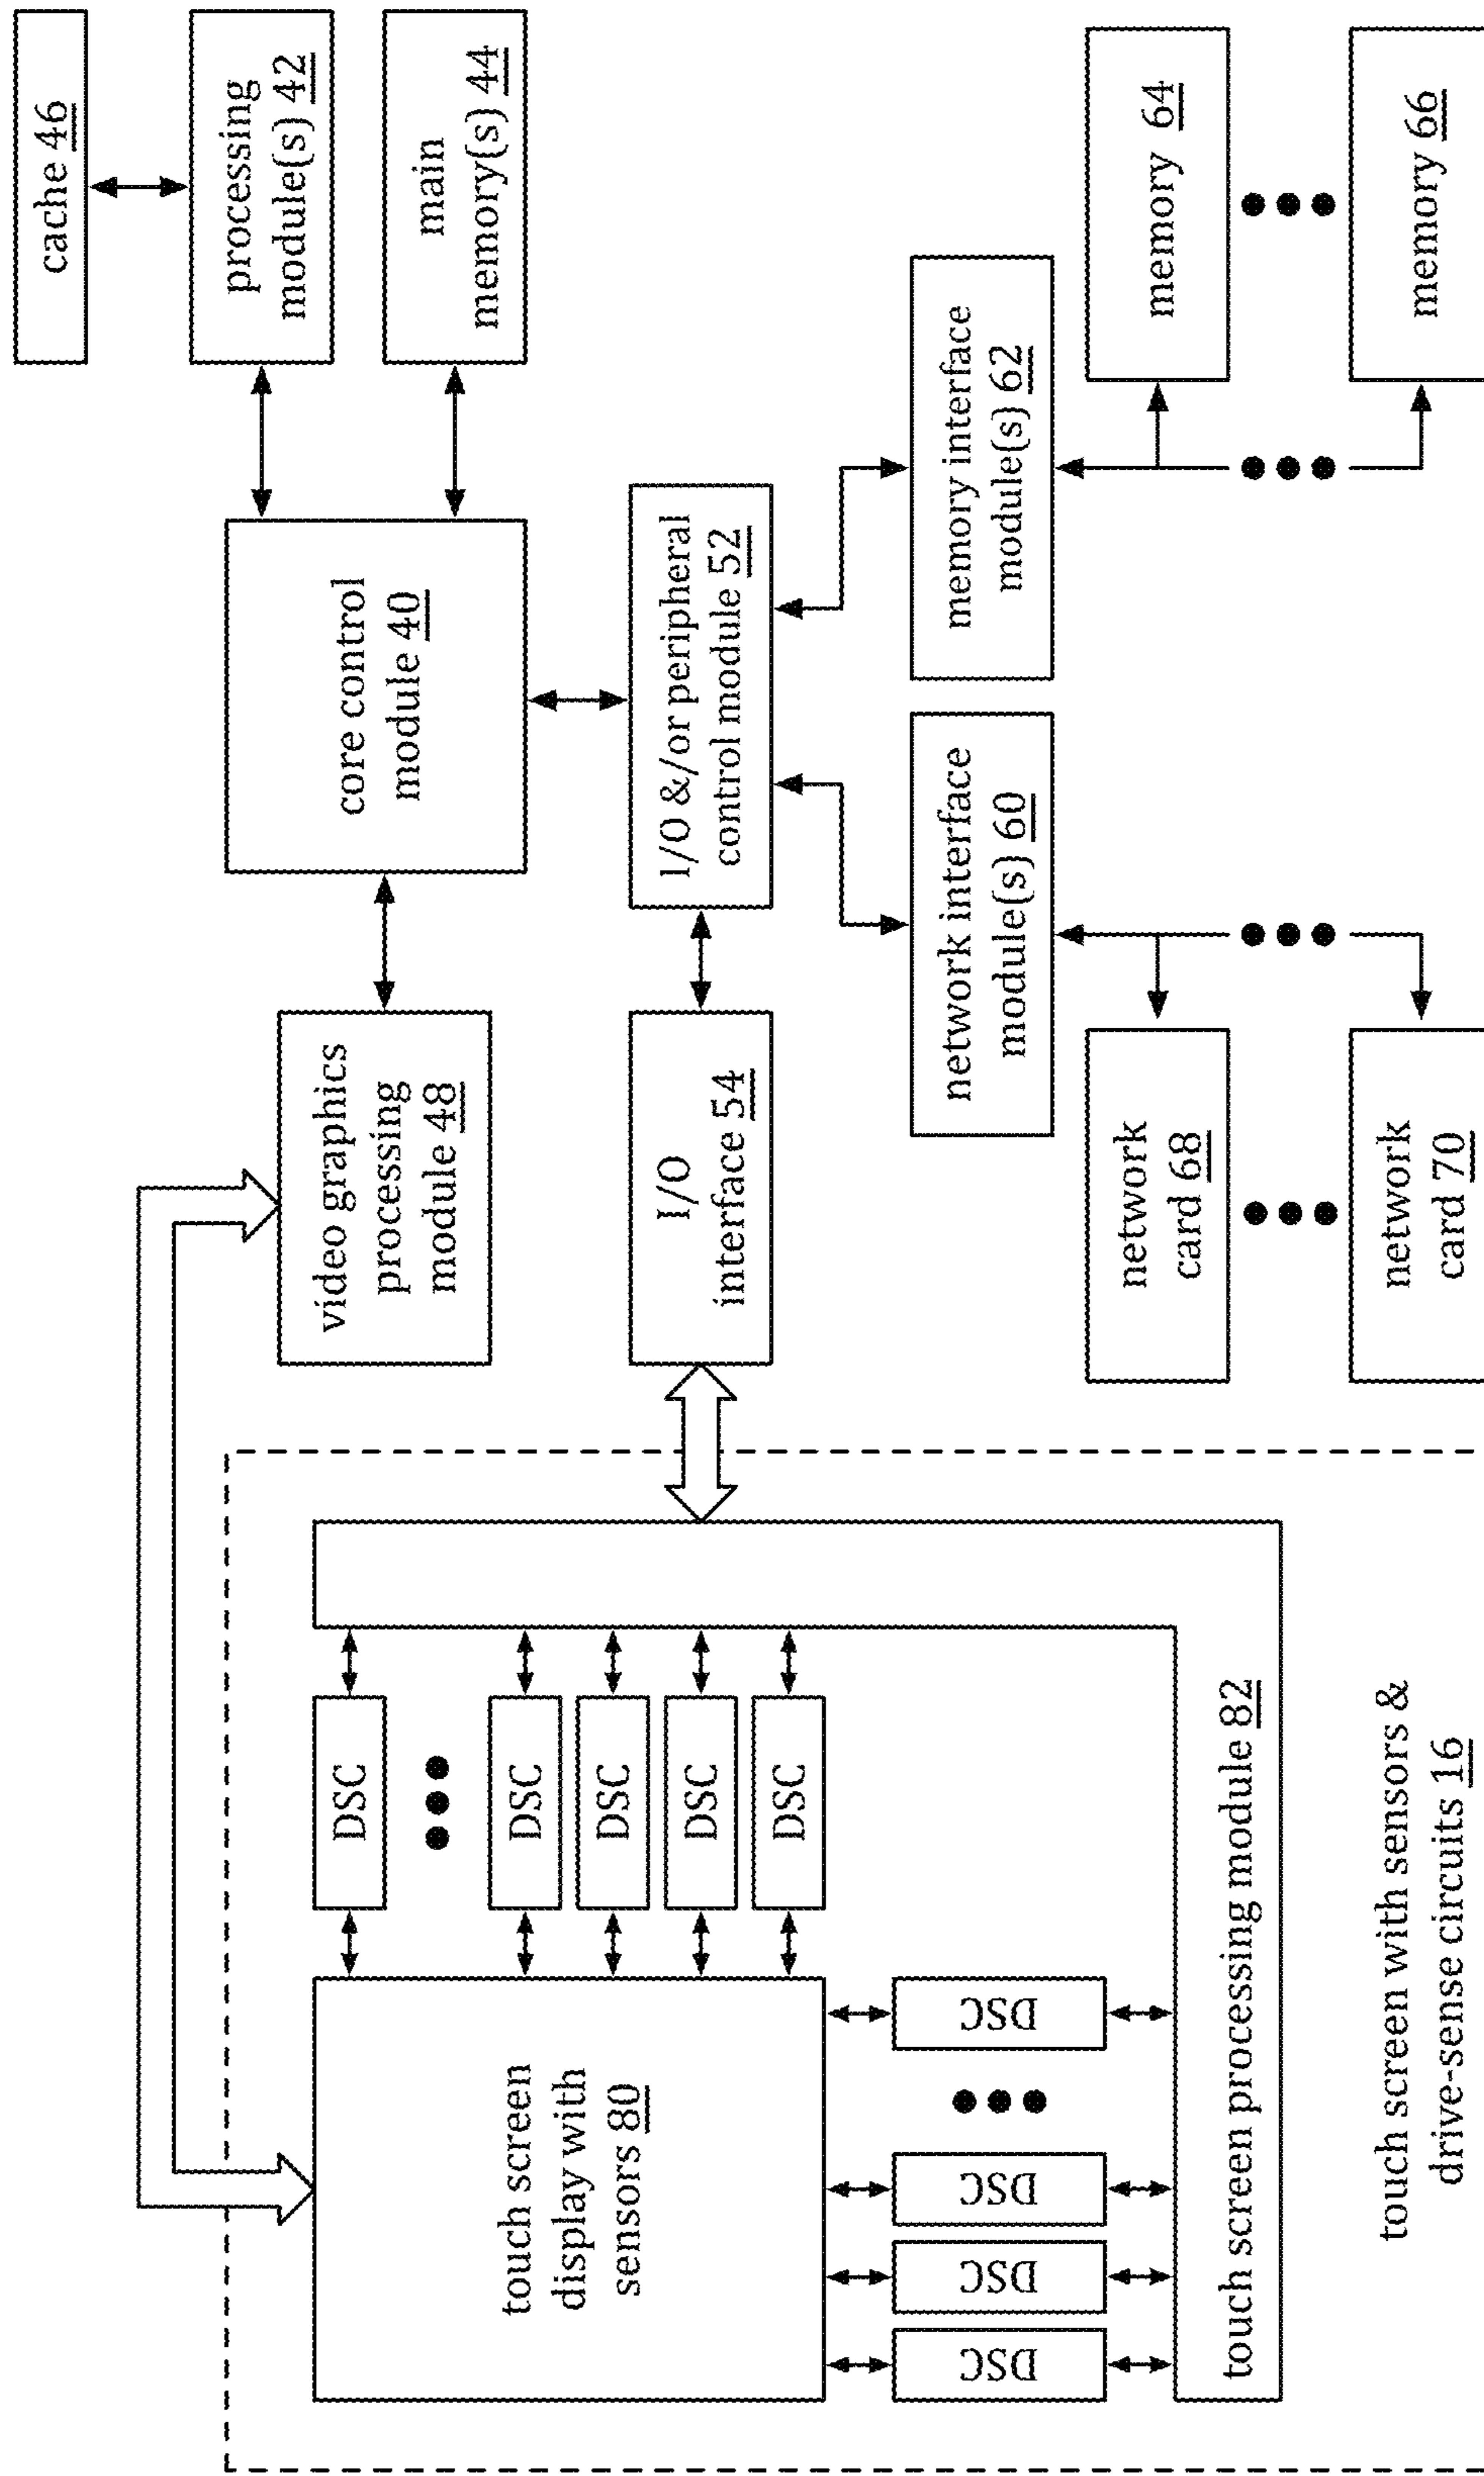 cache 46
processing
module(s) 42
main
memory(s) 44
core control
module 40
video graphics
processing
module 48
I/O &/or peripheral
control module 52
I/O
interface 54
memory interface
module(s) 62
network interface
module(s) 60
memory 64
memory 66
network
card 68
network
card 70
touch screen
display with
sensors 80
DSC
DSC
DSC
DSC
DSC
DSC
DSC
DSC
DSC
touch screen processing module 82
touch screen with sensors &
drive-sense circuits 16